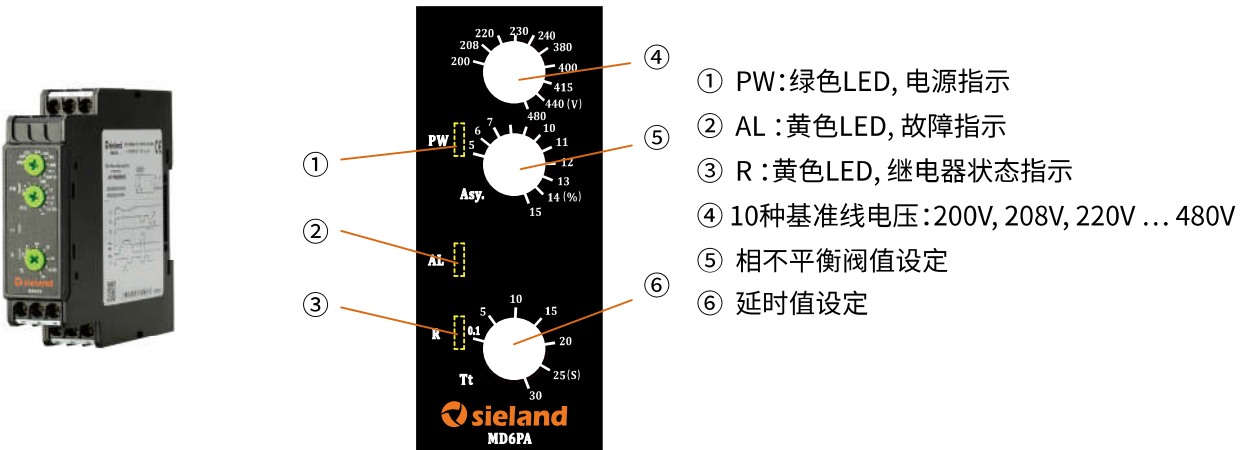 220 230 240
208 380
200 400
415
440 (V)
480
④
PW 5 6 7 10
11
12
13
14 (%)
15
Asy.
⑤
①
②
AL
③
R 0.1 5 10 15
20
25 (S)
30
Tt
⑥
sieland
MD6PA
sieland
① PW:绿色LED, 电源指示
② AL :黄色LED, 故障指示
③ R :黄色LED, 继电器状态指示
④ 10种基准线电压:200V, 208V, 220V … 480V
⑤ 相不平衡阀值设定
⑥ 延时值设定